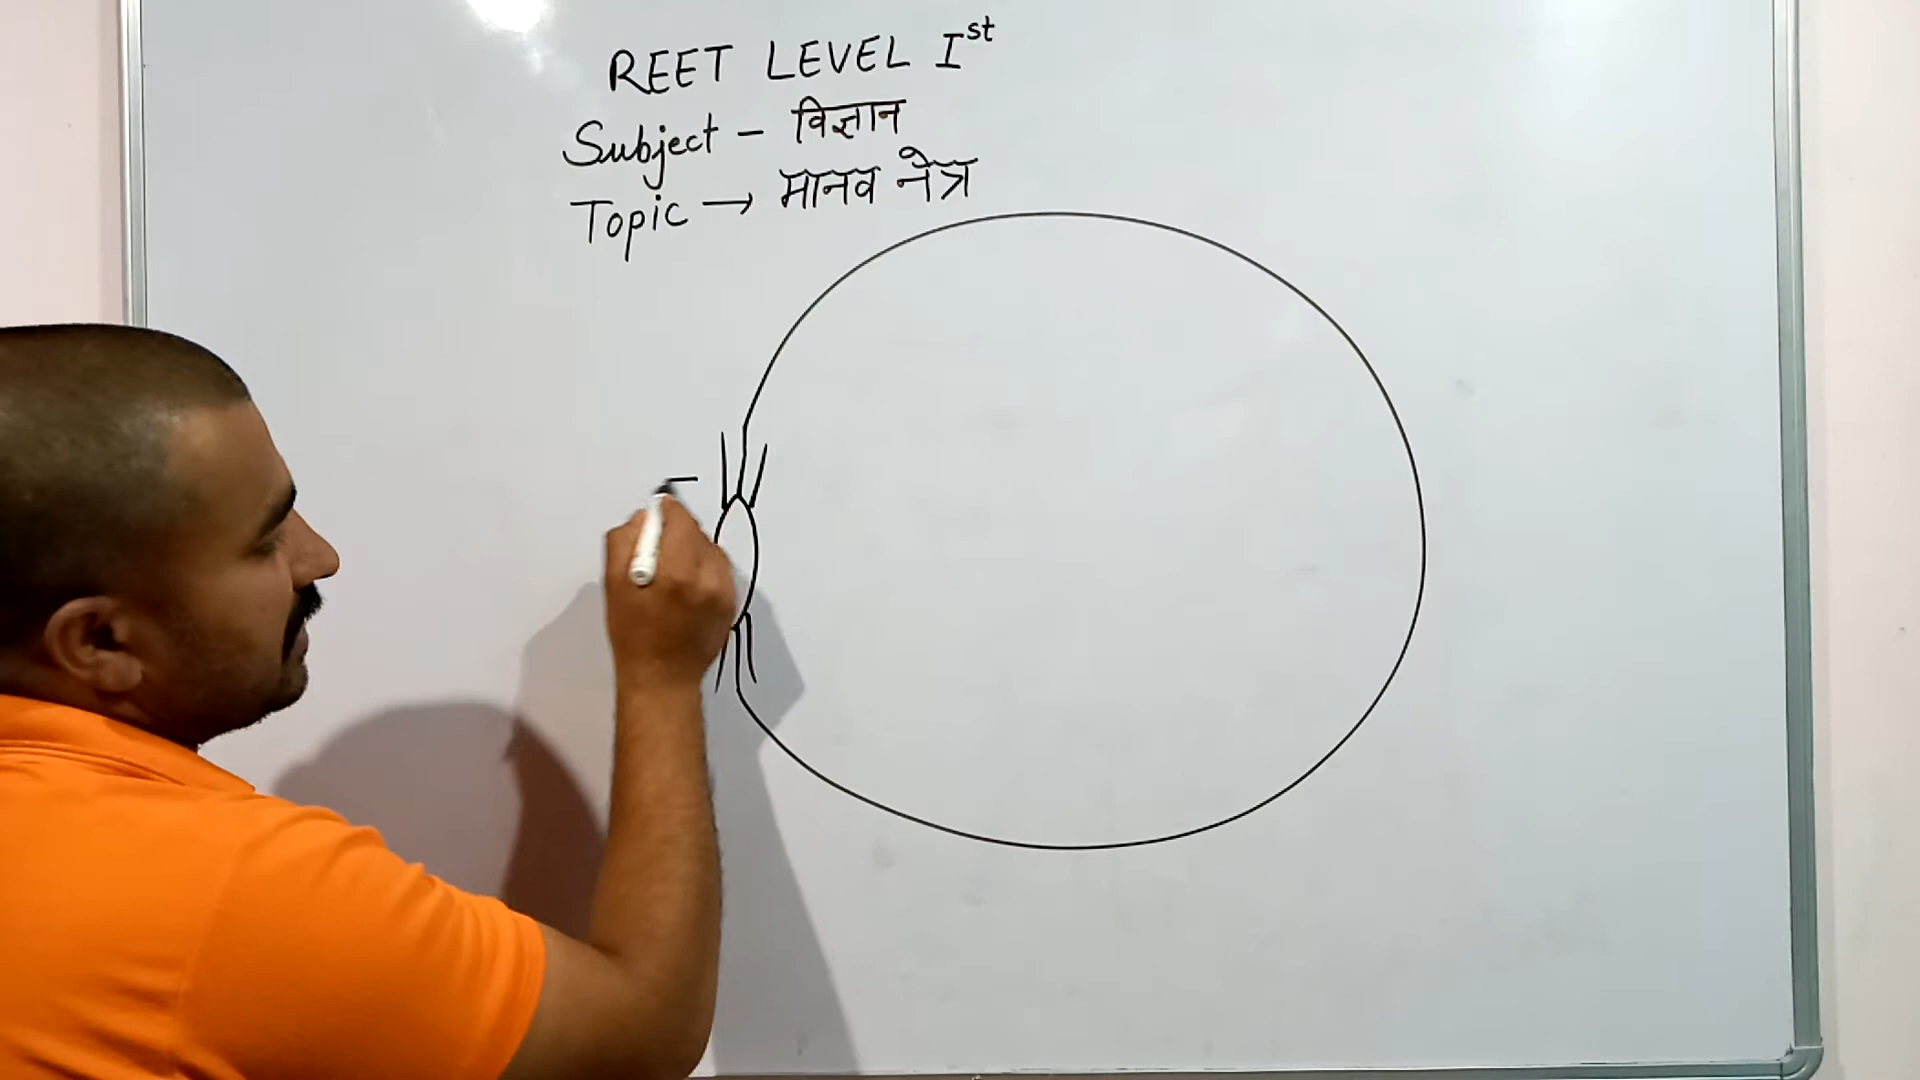 REET LEVEL Ist
Subject - विज्ञान
Topic → मानव नेत्र